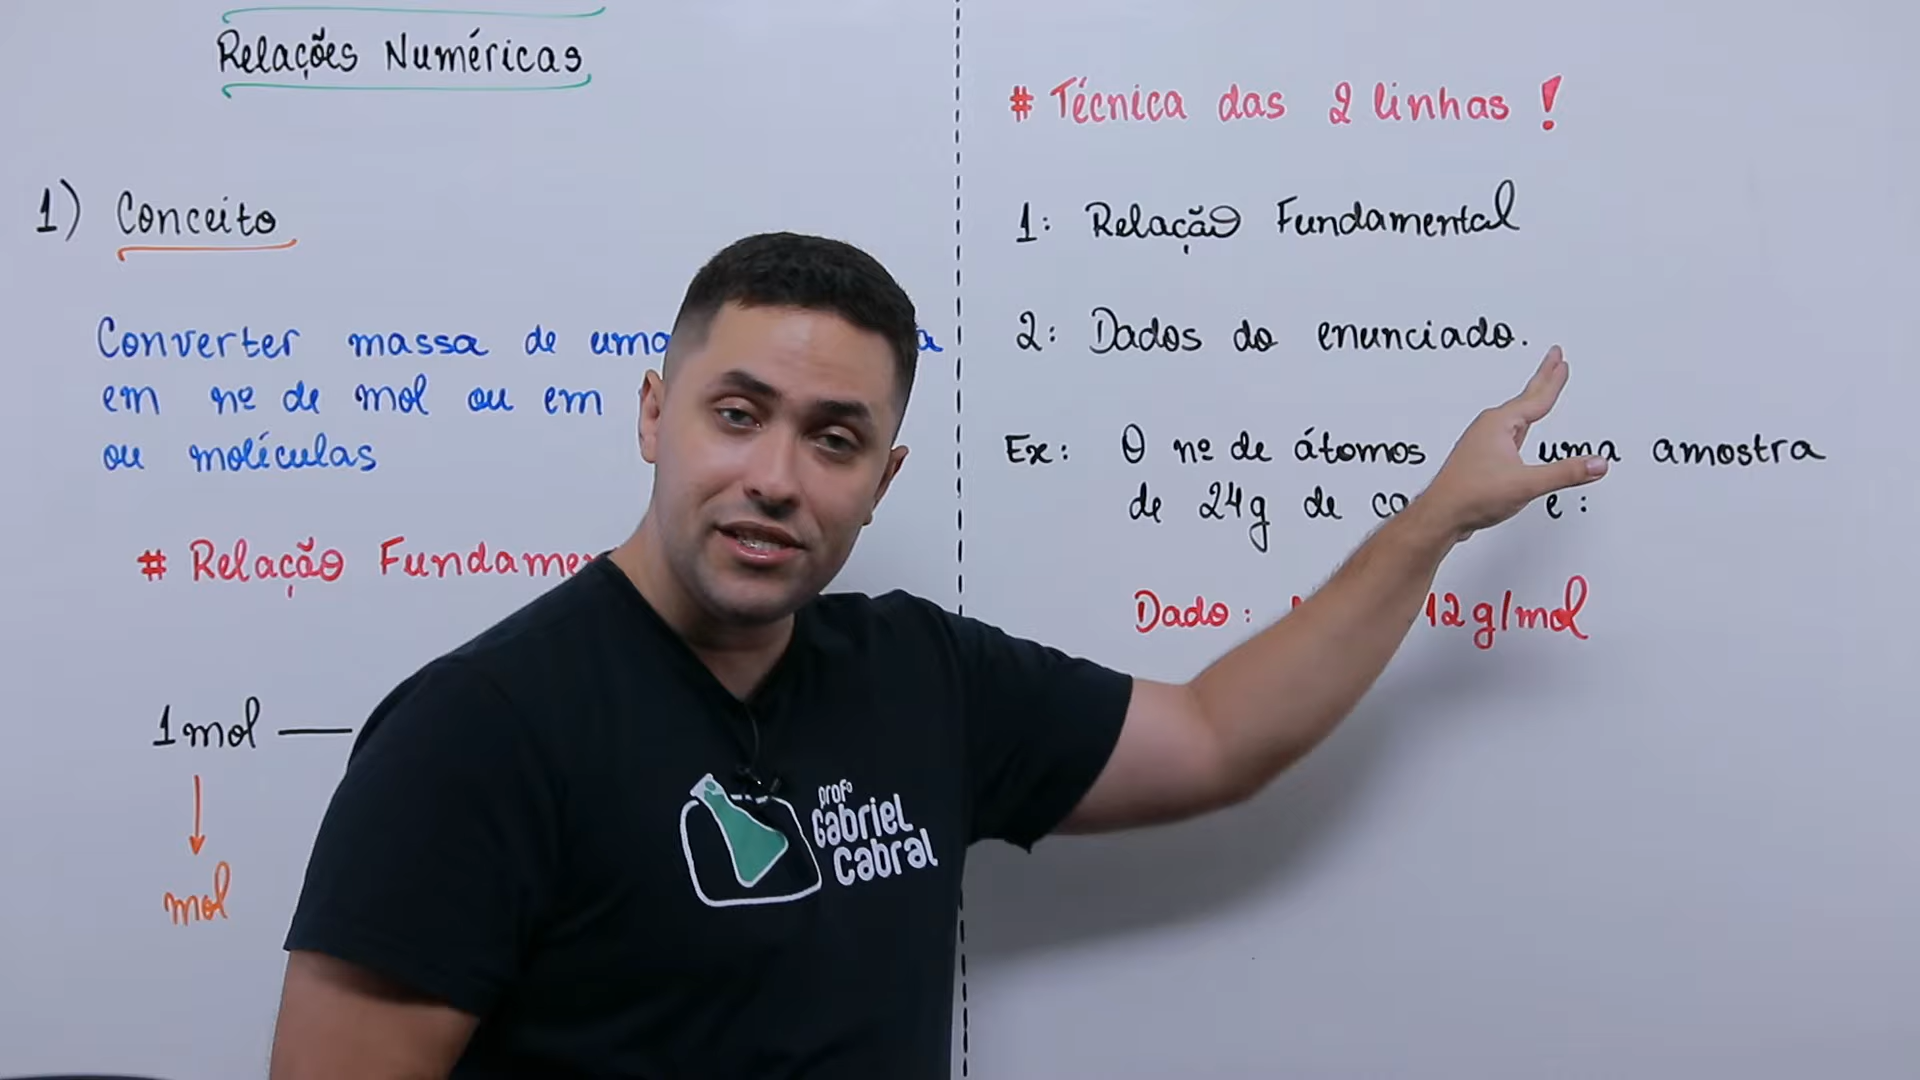 Relações Numéricas
1) Conceito
Converter massa de uma
em nº de mol ou em
ou moléculas
# Relação Fundame
1 mol
mol
# Técnica das 2 linhas !
1: Relação Fundamental
2: Dados do enunciado.
Ex: O nº de átomos uma amostra
de 24g de é:
Dado: 12g/mol
profº
Gabriel
Cabral